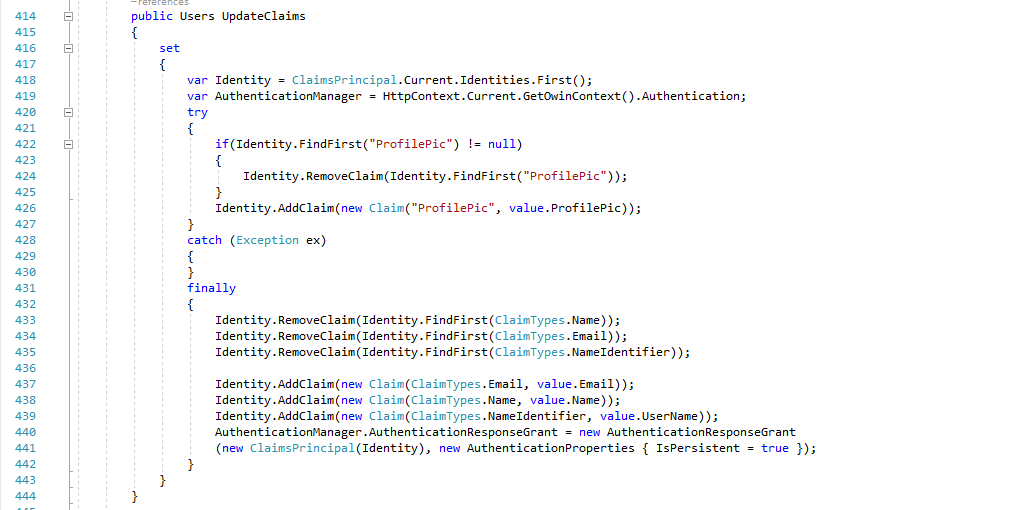 references
414 public Users UpdateClaims
415 {
416 set
417 {
418 var Identity = ClaimsPrincipal.Current.Identities.First();
419 var AuthenticationManager = HttpContext.Current.GetOwinContext().Authentication;
420 try
421 {
422 if(Identity.FindFirst("ProfilePic") != null)
423 {
424 Identity.RemoveClaim(Identity.FindFirst("ProfilePic"));
425 }
426 Identity.AddClaim(new Claim("ProfilePic", value.ProfilePic));
427 }
428 catch (Exception ex)
429 {
430 }
431 finally
432 {
433 Identity.RemoveClaim(Identity.FindFirst(ClaimTypes.Name));
434 Identity.RemoveClaim(Identity.FindFirst(ClaimTypes.Email));
435 Identity.RemoveClaim(Identity.FindFirst(ClaimTypes.NameIdentifier));
436
437 Identity.AddClaim(new Claim(ClaimTypes.Email, value.Email));
438 Identity.AddClaim(new Claim(ClaimTypes.Name, value.Name));
439 Identity.AddClaim(new Claim(ClaimTypes.NameIdentifier, value.UserName));
440 AuthenticationManager.AuthenticationResponseGrant = new AuthenticationResponseGrant
441 (new ClaimsPrincipal(Identity), new AuthenticationProperties { IsPersistent = true });
442 }
443 }
444 }